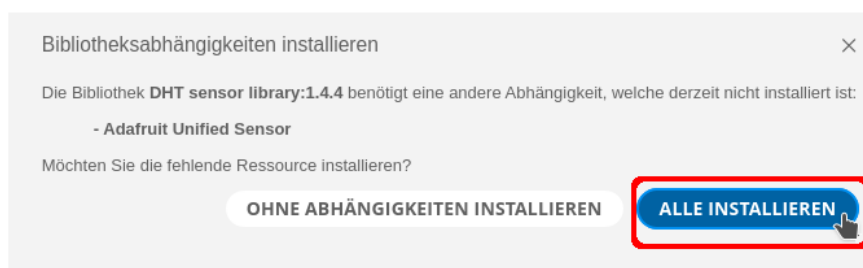 Bibliotheksabhängigkeiten installieren
Die Bibliothek DHT sensor library:1.4.4 benötigt eine andere Abhängigkeit, welche derzeit nicht installiert ist:
- Adafruit Unified Sensor
Möchten Sie die fehlende Ressource installieren?
OHNE ABHÄNGIGKEITEN INSTALLIEREN ALLE INSTALLIEREN